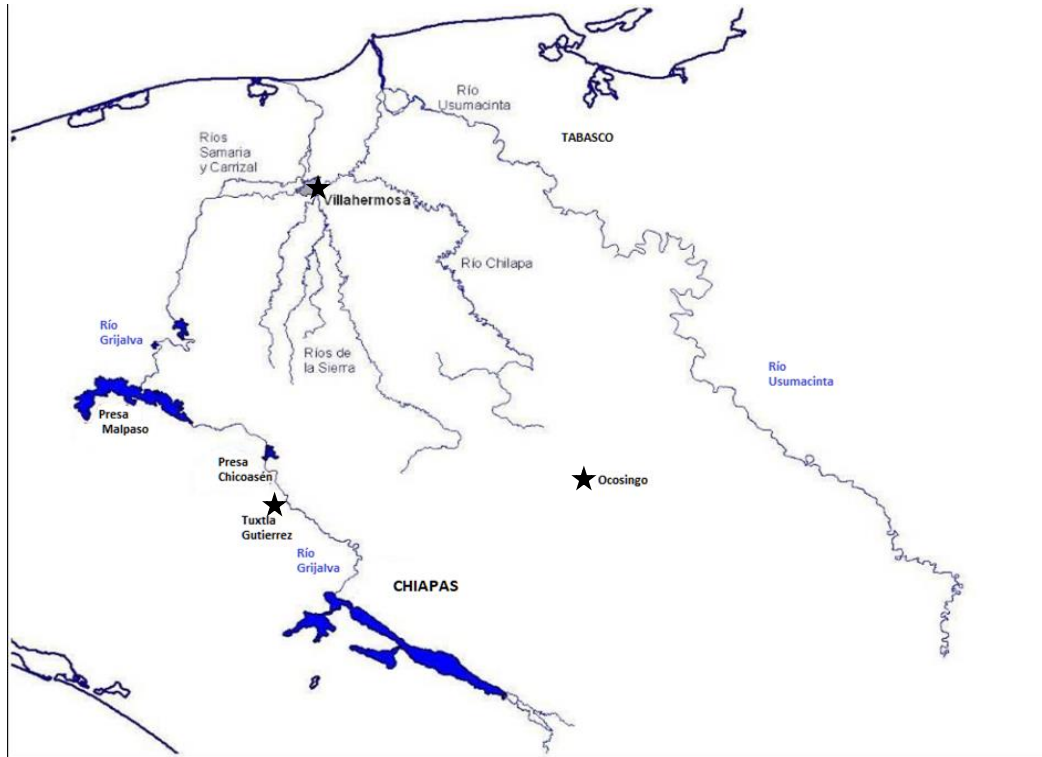 Río
Usumacinta
TABASCO
Ríos
Samaria
y Carrizal
Villahermosa
Río Chilapa
Río
Grijalva
Ríos de
la Sierra
Río
Usumacinta
Presa
Malpaso
Presa
Chicoasén
Ocosingo
Tuxtla
Gutierrez
Río
Grijalva
CHIAPAS